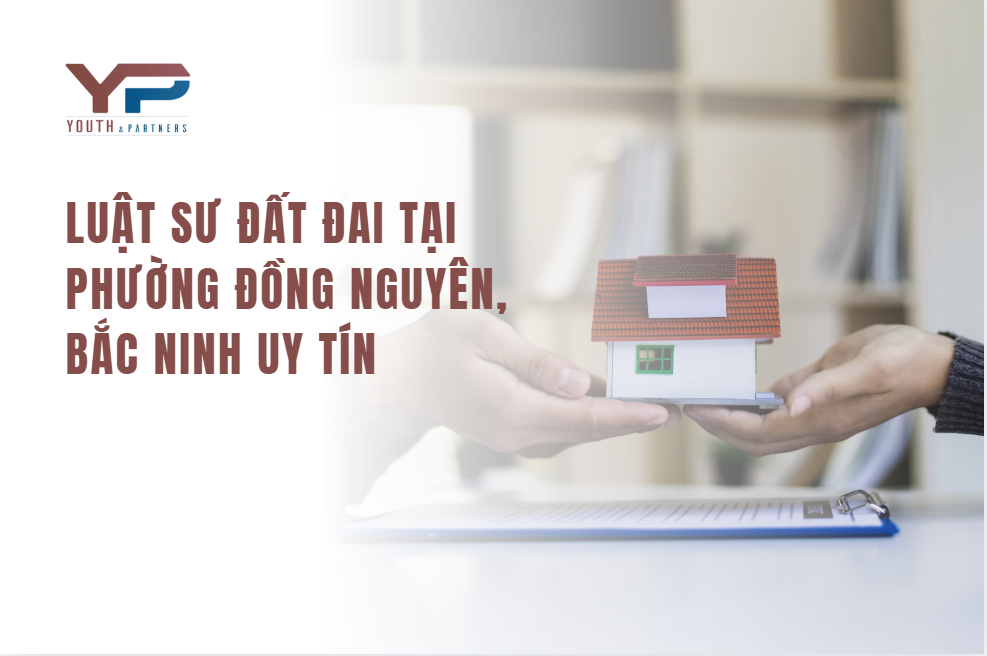 YP
YOUTH & PARTNERS
LUẬT SƯ ĐẤT ĐAI TẠI
PHƯỜNG ĐỒNG NGUYÊN,
BẮC NINH UY TÍN